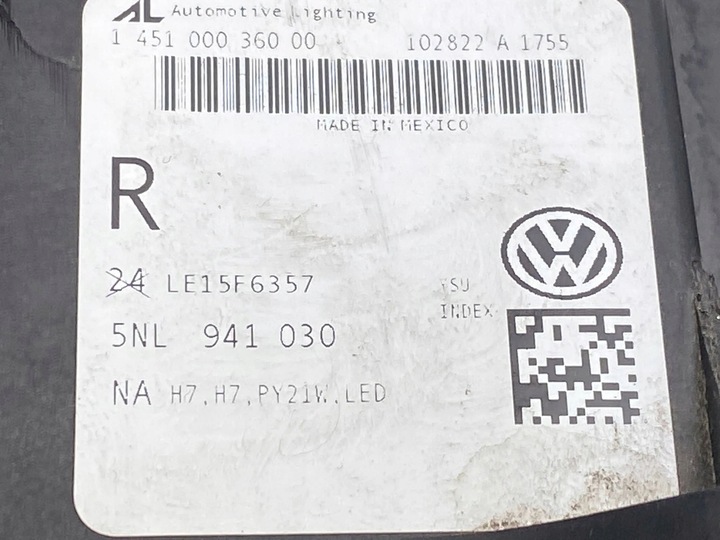 AL Automotive Lighting
1 451 000 360 00 102822 A 1755
MADE IN MEXICO
R
24 LE15F6357
5NL 941 030
INDEX
NA H7,H7,PY21W,LED